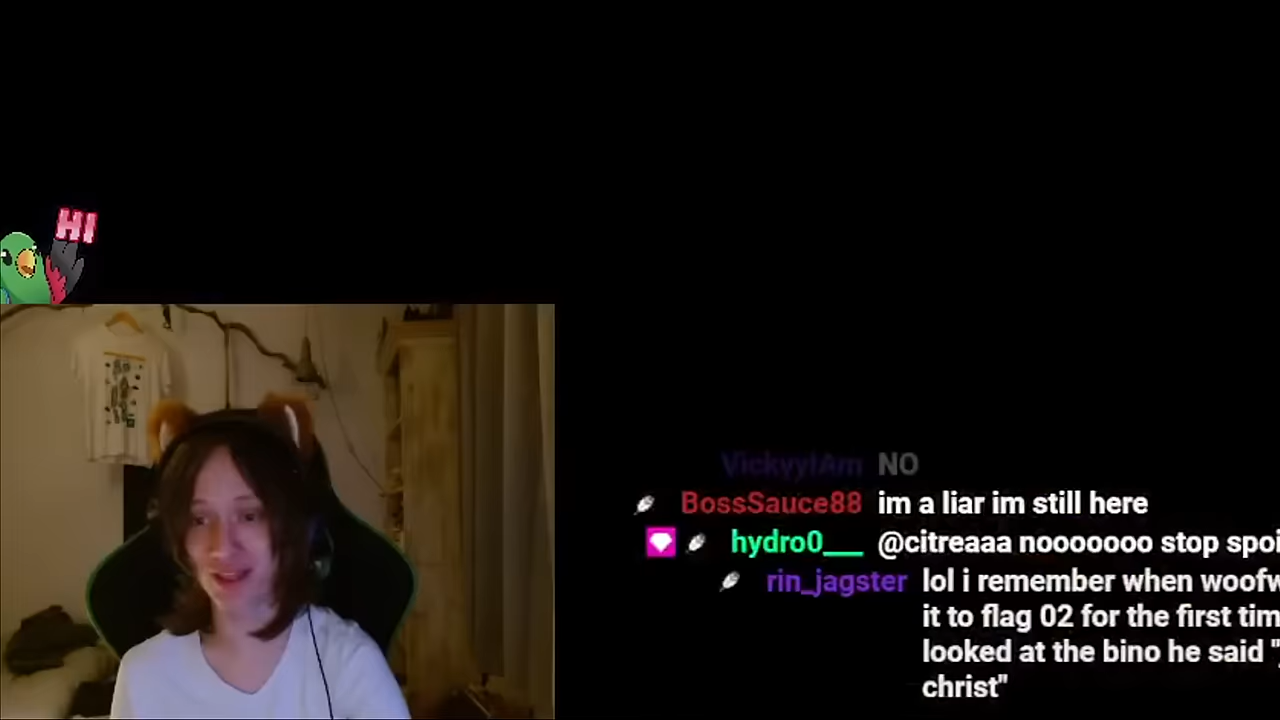 HI
VickyyIAm NO
BossSauce88 im a liar im still here
hydro0___ @citreaaa nooooooo stop spoi
rin_jagster lol i remember when woofw
it to flag 02 for the first tim
looked at the bino he said "
christ"